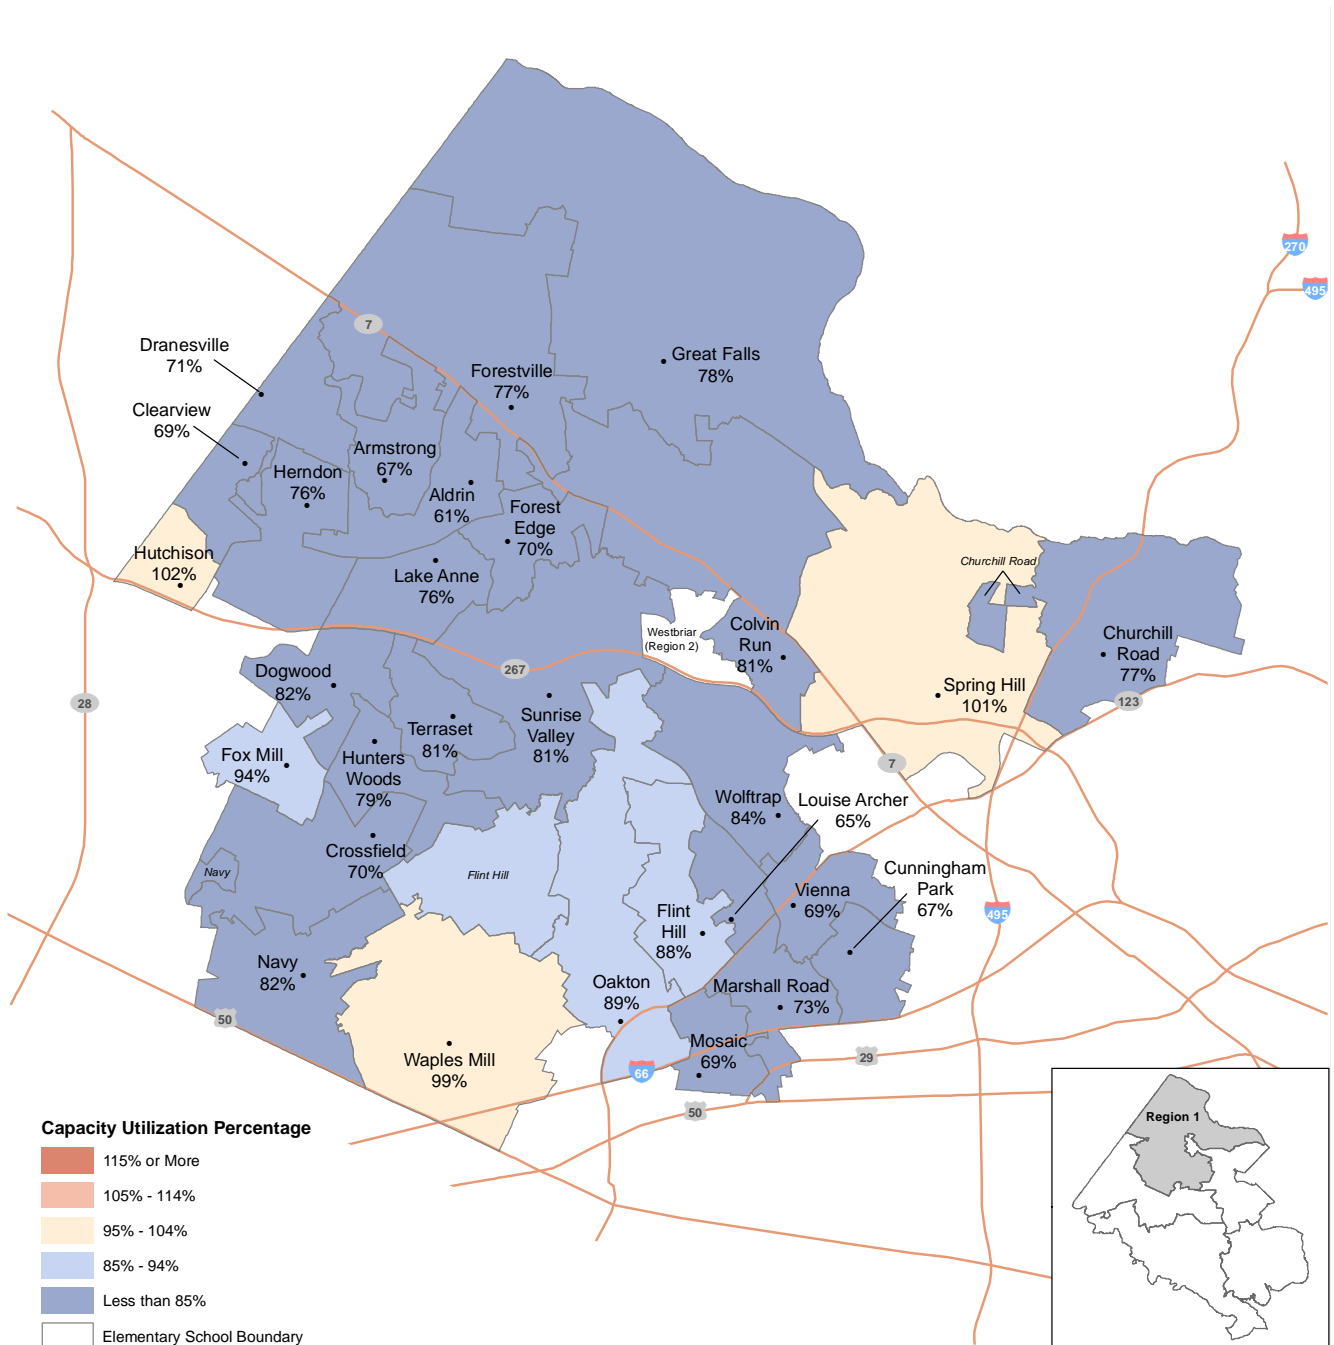 270
495
7
Dranesville
71%
Great Falls
78%
Forestville
77%
Clearview
69%
Armstrong
67%
Herndon
76%
Aldrin
61%
Forest
Edge
70%
Hutchison
102%
Churchill Road
Lake Anne
76%
Westbriar
(Region 2)
Colvin
Run
81%
Churchill
Road
77%
267
Dogwood
82%
Spring Hill
101%
28
123
Sunrise
Valley
81%
Terraset
81%
Fox Mill
94%
Hunters
Woods
79%
7
Wolftrap
84%
Louise Archer
65%
Crossfield
70%
Navy
Flint Hill
Cunningham
Park
67%
Vienna
69%
Flint
Hill
88%
495
Navy
82%
Oakton
89%
Marshall Road
73%
50
Waples Mill
99%
Mosaic
69%
29
66
50
Capacity Utilization Percentage
115% or More
105% - 114%
95% - 104%
85% - 94%
Less than 85%
Elementary School Boundary
Region 1